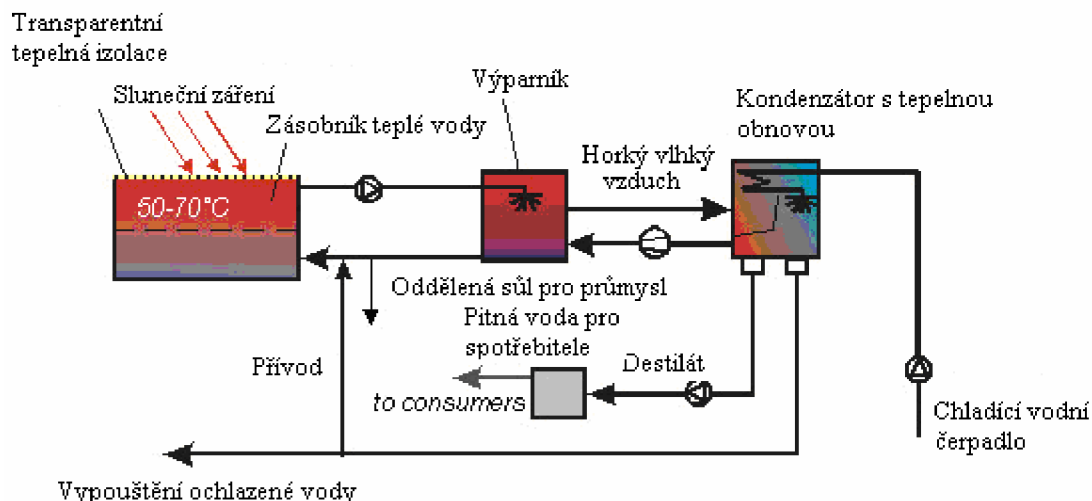 Transparentní
tepelná izolace
Sluneční záření
Zásobník teplé vody
50-70°C
Výparník
Horký vlhký
vzduch
Kondenzátor s tepelnou
obnovou
Oddělená sůl pro průmysl
Pitná voda pro
spotřebitele
to consumers
Destilát
Přívod
Chladící vodní
čerpadlo
Vypouštění ochlazené vody